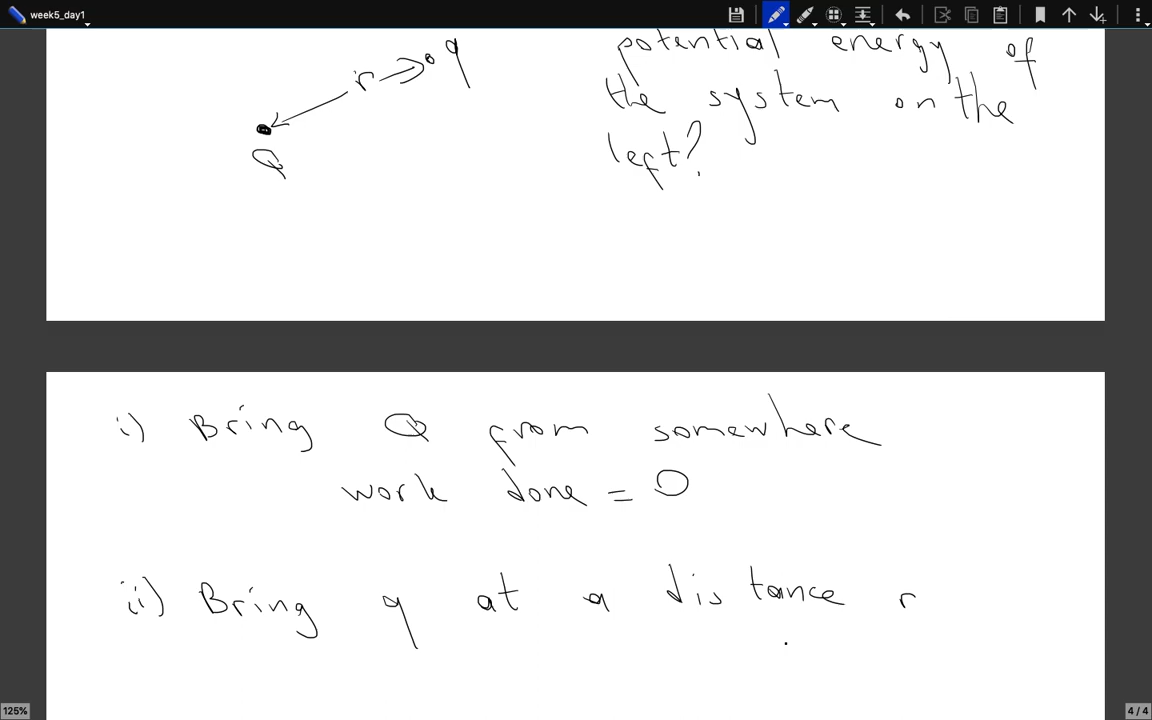 week5_day1
potential energy of
the system on the
left?
r
q
Q
i) Bring Q from somewhere
work done = 0
ii) Bring q at a distance r
125%
4 / 4